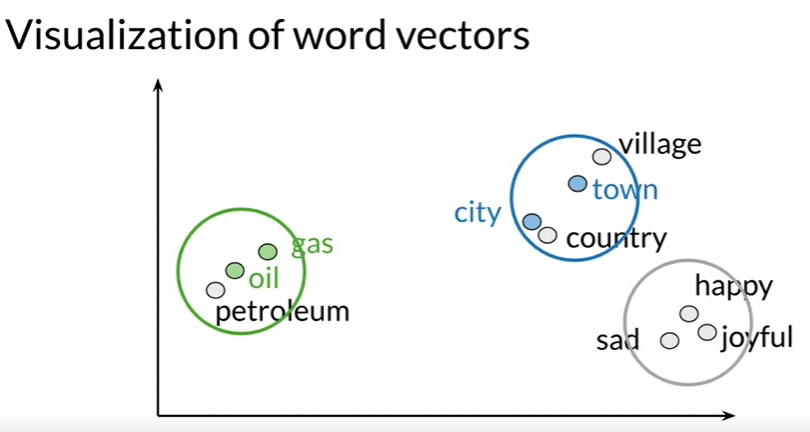 Visualization of word vectors
village
town
city
country
gas
oil
petroleum
happy
sad
joyful